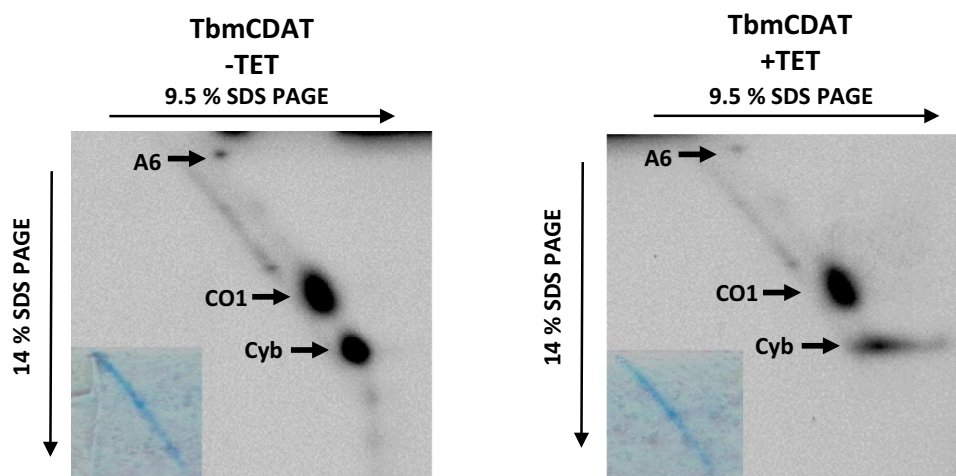 TbmCDAT
-TET
9.5 % SDS PAGE
14 % SDS PAGE
A6
CO1
Cyb
TbmCDAT
+TET
9.5 % SDS PAGE
14 % SDS PAGE
A6
CO1
Cyb